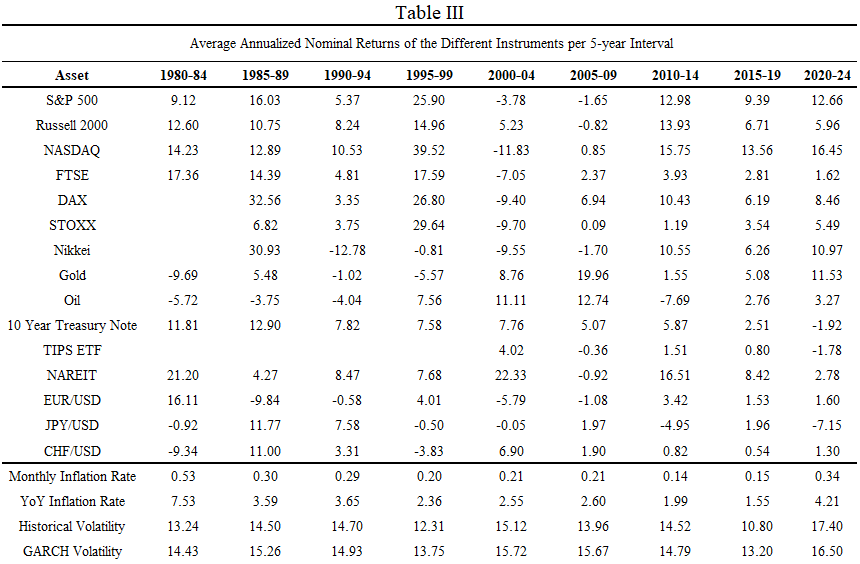 Table III
Average Annualized Nominal Returns of the Different Instruments per 5-year Interval
Asset 1980-84 1985-89 1990-94 1995-99 2000-04 2005-09 2010-14 2015-19 2020-24
S&P 500 9.12 16.03 5.37 25.90 -3.78 -1.65 12.98 9.39 12.66
Russell 2000 12.60 10.75 8.24 14.96 5.23 -0.82 13.93 6.71 5.96
NASDAQ 14.23 12.89 10.53 39.52 -11.83 0.85 15.75 13.56 16.45
FTSE 17.36 14.39 4.81 17.59 -7.05 2.37 3.93 2.81 1.62
DAX 32.56 3.35 26.80 -9.40 6.94 10.43 6.19 8.46
STOXX 6.82 3.75 29.64 -9.70 0.09 1.19 3.54 5.49
Nikkei 30.93 -12.78 -0.81 -9.55 -1.70 10.55 6.26 10.97
Gold -9.69 5.48 -1.02 -5.57 8.76 19.96 1.55 5.08 11.53
Oil -5.72 -3.75 -4.04 7.56 11.11 12.74 -7.69 2.76 3.27
10 Year Treasury Note 11.81 12.90 7.82 7.58 7.76 5.07 5.87 2.51 -1.92
TIPS ETF 4.02 -0.36 1.51 0.80 -1.78
NAREIT 21.20 4.27 8.47 7.68 22.33 -0.92 16.51 8.42 2.78
EUR/USD 16.11 -9.84 -0.58 4.01 -5.79 -1.08 3.42 1.53 1.60
JPY/USD -0.92 11.77 7.58 -0.50 -0.05 1.97 -4.95 1.96 -7.15
CHF/USD -9.34 11.00 3.31 -3.83 6.90 1.90 0.82 0.54 1.30
Monthly Inflation Rate 0.53 0.30 0.29 0.20 0.21 0.21 0.14 0.15 0.34
YoY Inflation Rate 7.53 3.59 3.65 2.36 2.55 2.60 1.99 1.55 4.21
Historical Volatility 13.24 14.50 14.70 12.31 15.12 13.96 14.52 10.80 17.40
GARCH Volatility 14.43 15.26 14.93 13.75 15.72 15.67 14.79 13.20 16.50